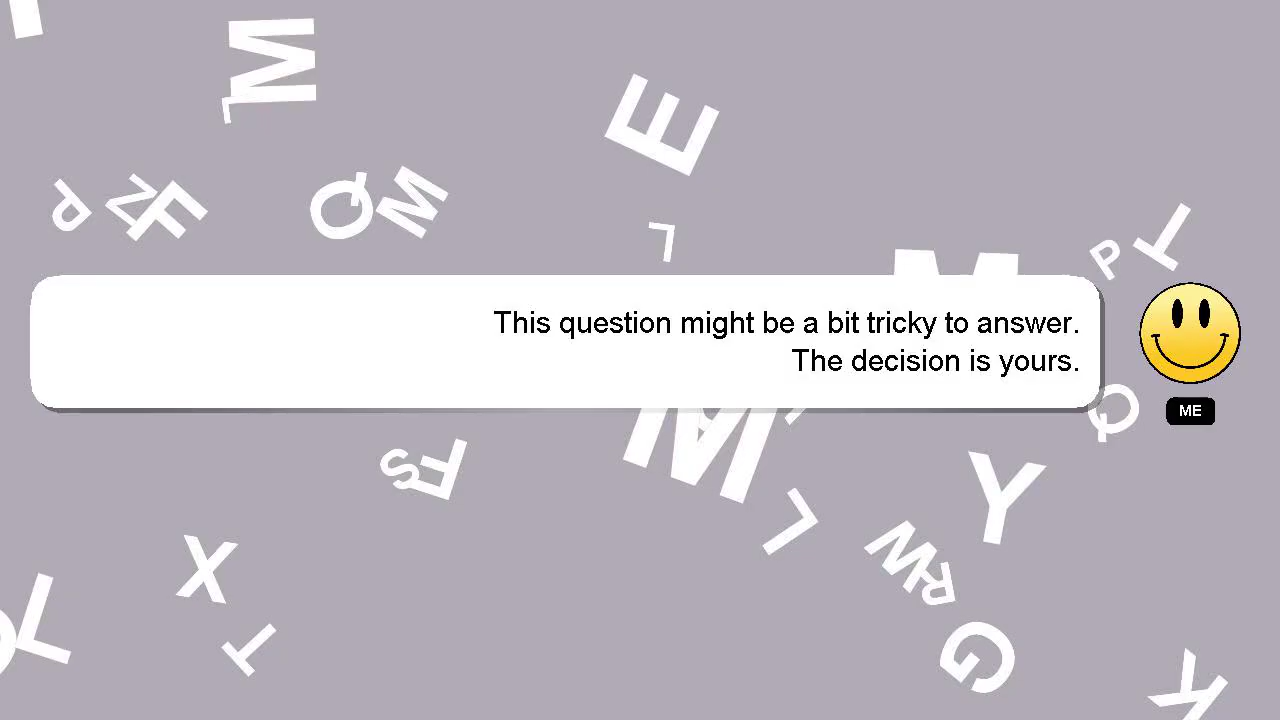 This question might be a bit tricky to answer.
The decision is yours.
ME
M
L
E
P
Z
F
Q
M
L
P
T
M
Q
S
F
M
L
Y
X
W
R
L
T
G
K